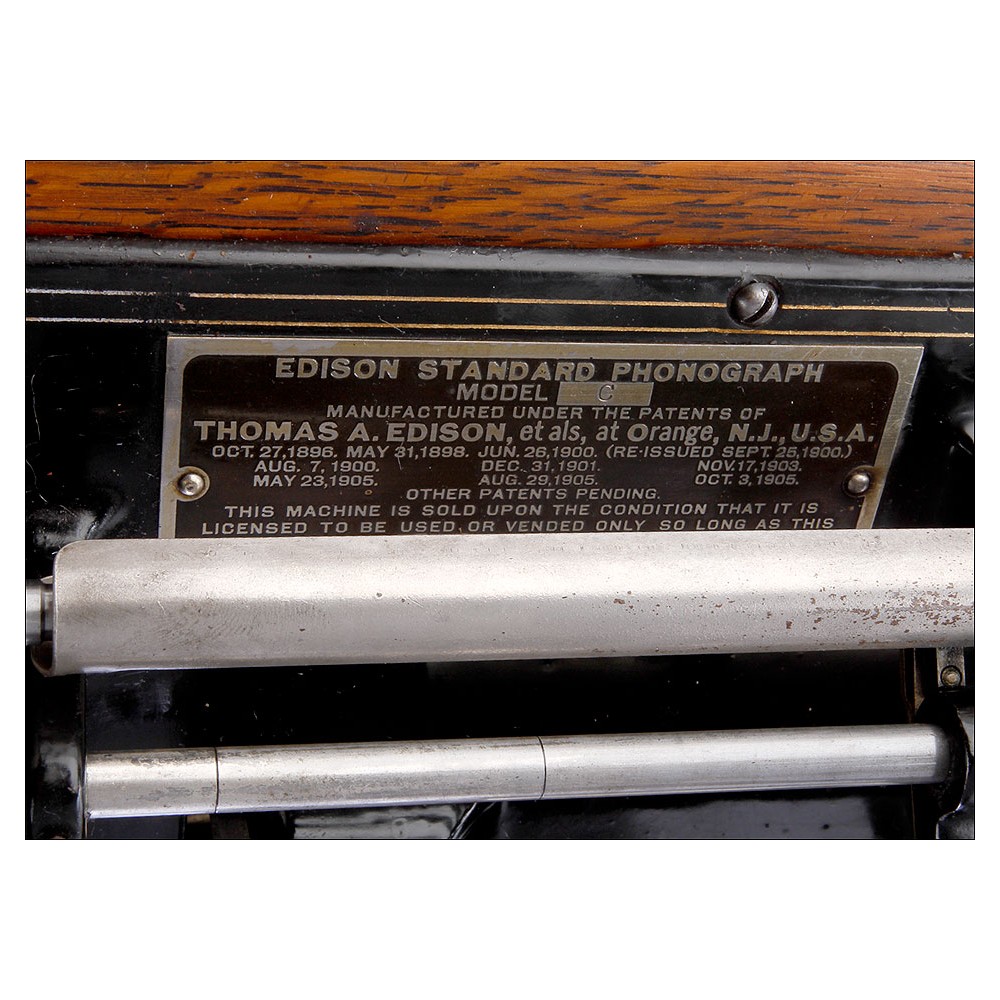 EDISON STANDARD PHONOGRAPH
MODEL C
MANUFACTURED UNDER THE PATENTS OF
THOMAS A. EDISON, et als, at Orange, N.J., U.S.A.
OCT. 27,1896. MAY 31,1898. JUN. 26,1900. (RE-ISSUED SEPT. 25,1900.)
AUG. 7, 1900. DEC. 31,1901. NOV.17,1903.
MAY 23,1905. AUG. 29,1905. OCT. 3,1905.
OTHER PATENTS PENDING.
THIS MACHINE IS SOLD UPON THE CONDITION THAT IT IS
LICENSED TO BE USED OR VENDED ONLY SO LONG AS THIS